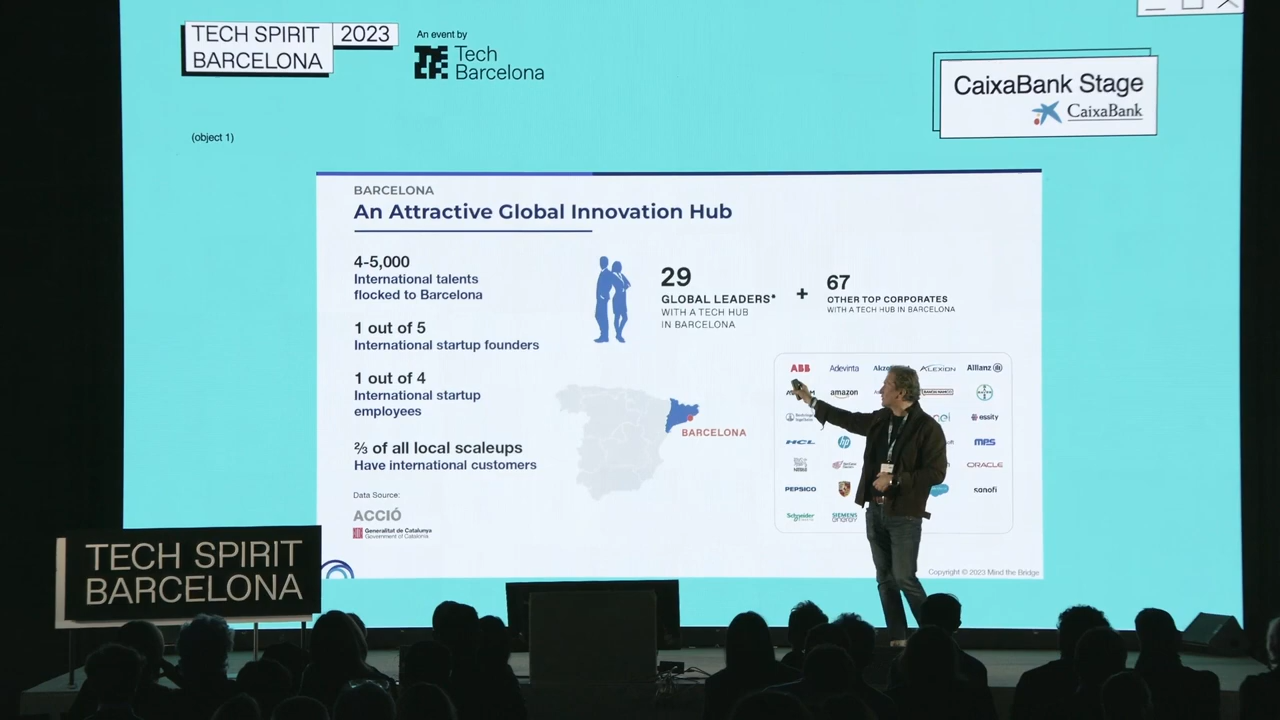 TECH SPIRIT
BARCELONA
2023
An event by
Tech
Barcelona
CaixaBank Stage
CaixaBank
(object 1)
BARCELONA
An Attractive Global Innovation Hub
4-5,000
International talents
flocked to Barcelona
1 out of 5
International startup founders
1 out of 4
International startup
employees
⅔ of all local scaleups
Have international customers
Data Source:
ACCIÓ
Generalitat de Catalunya
Government of Catalonia
29
GLOBAL LEADERS*
WITH A TECH HUB
IN BARCELONA
+
67
OTHER TOP CORPORATES
WITH A TECH HUB IN BARCELONA
BARCELONA
ABB Adevinta ALEXION Allianz
amazon BAYER
essity
HCL hp MPS
Nestlé ORACLE
PEPSICO sanofi
Schneider SIEMENS
energy
Copyright © 2023 Mind the Bridge
TECH SPIRIT
BARCELONA